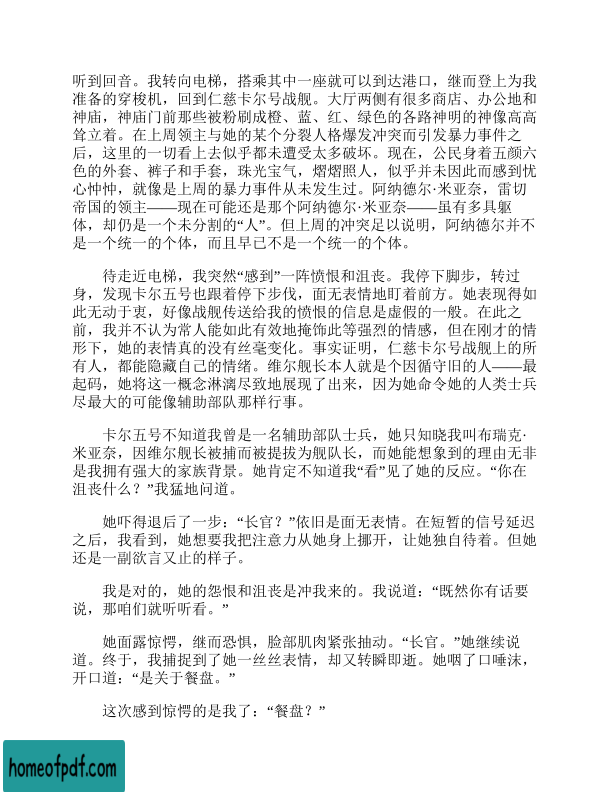 听到回音。我转向电梯，搭乘其中一座就可以到达港口，继而登上为我
准备的穿梭机，回到仁慈卡尔号战舰。大厅两侧有很多商店、办公地和
神庙，神庙门前那些被粉刷成橙、蓝、红、绿色的各路神明的神像高高
耸立着。在上周领主与她的某个分裂人格爆发冲突而引发暴力事件之
后，这里的一切看上去似乎都未遭受太多破坏。现在，公民身着五颜六
色的外套、裤子和手套，珠光宝气，熠熠照人，似乎并未因此而感到忧
心忡忡，就像是上周的暴力事件从未发生过。阿纳德尔·米亚奈，雷切
帝国的领主——现在可能还是那个阿纳德尔·米亚奈——虽有多具躯
体，却仍是一个未分割的“人”。但上周的冲突足以说明，阿纳德尔并不
是一个统一的个体，而且早已不是一个统一的个体。
待走近电梯，我突然“感到”一阵愤恨和沮丧。我停下脚步，转过
身，发现卡尔五号也跟着停下步伐，面无表情地盯着前方。她表现得如
此无动于衷，好像战舰传送给我的愤恨的信息是虚假的一般。在此之
前，我并不认为常人能如此有效地掩饰此等强烈的情感，但在刚才的情
形下，她的表情真的没有丝毫变化。事实证明，仁慈卡尔号战舰上的所
有人，都能隐藏自己的情绪。维尔舰长本人就是个因循守旧的人——最
起码，她将这一概念淋漓尽致地展现了出来，因为她命令她的人类士兵
尽最大的可能像辅助部队那样行事。
卡尔五号不知道我曾是一名辅助部队士兵，她只知晓我叫布瑞克·
米亚奈，因维尔舰长被捕而被提拔为舰队长，而她能想象到的理由无非
是我拥有强大的家族背景。她肯定不知道我“看”见了她的反应。“你在
沮丧什么？”我猛地问道。
她吓得退后了一步：“长官？”依旧是面无表情。在短暂的信号延迟
之后，我看到，她想要我把注意力从她身上挪开，让她独自待着。但她
还是一副欲言又止的样子。
我是对的，她的怨恨和沮丧是冲我来的。我说道：“既然你有话要
说，那咱们就听听看。”
她面露惊愕，继而恐惧，脸部肌肉紧张抽动。“长官。”她继续说
道。终于，我捕捉到了她一丝丝表情，却又转瞬即逝。她咽了口唾沫，
开口道：“是关于餐盘。”
这次感到惊愕的是我了：“餐盘？”
homeofpdf.com